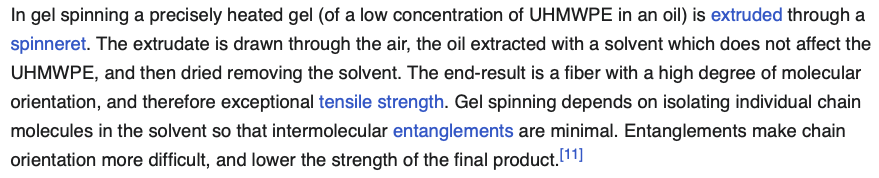 In gel spinning a precisely heated gel (of a low concentration of UHMWPE in an oil) is extruded through a
spinneret. The extrudate is drawn through the air, the oil extracted with a solvent which does not affect the
UHMWPE, and then dried removing the solvent. The end-result is a fiber with a high degree of molecular
orientation, and therefore exceptional tensile strength. Gel spinning depends on isolating individual chain
molecules in the solvent so that intermolecular entanglements are minimal. Entanglements make chain
orientation more difficult, and lower the strength of the final product.[11]